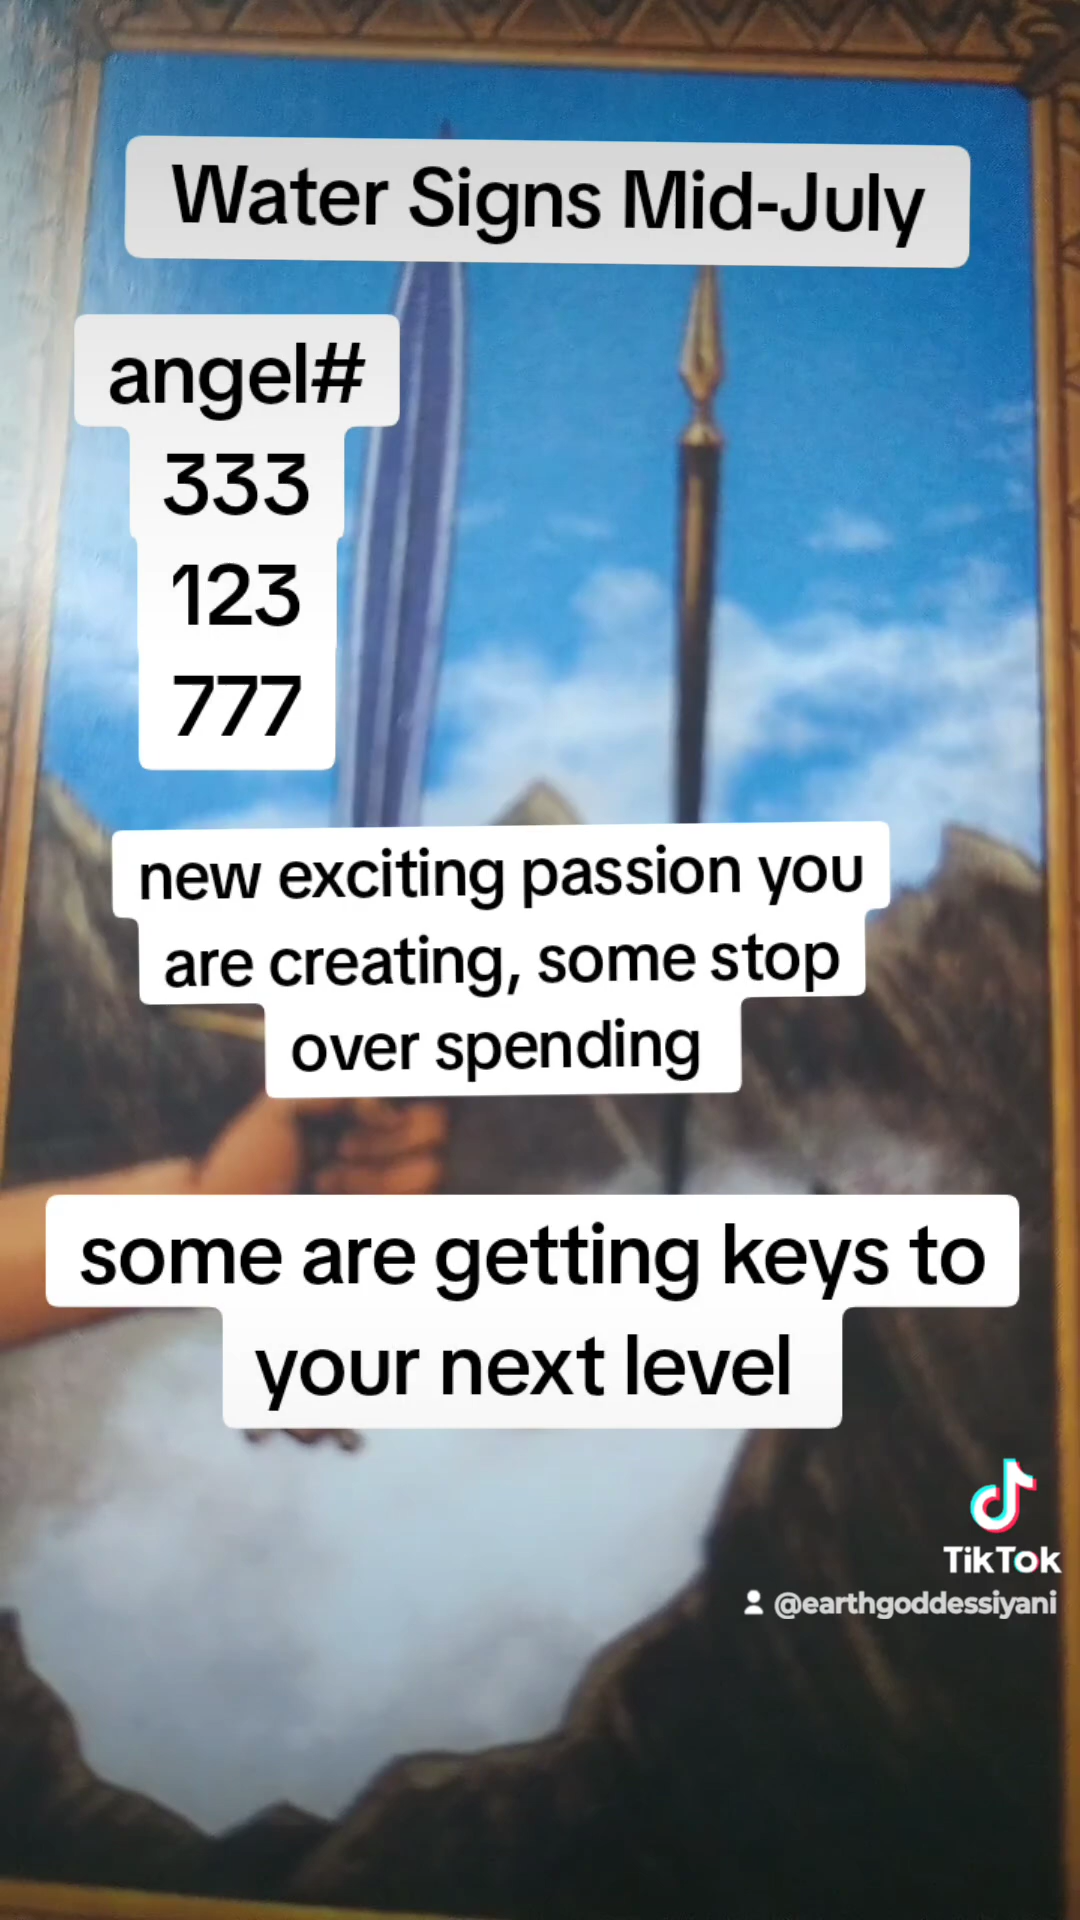 Water Signs Mid-July
angel#
333
123
777
new exciting passion you
are creating, some stop
over spending
some are getting keys to
your next level
TikTok
@earthgoddessiyani